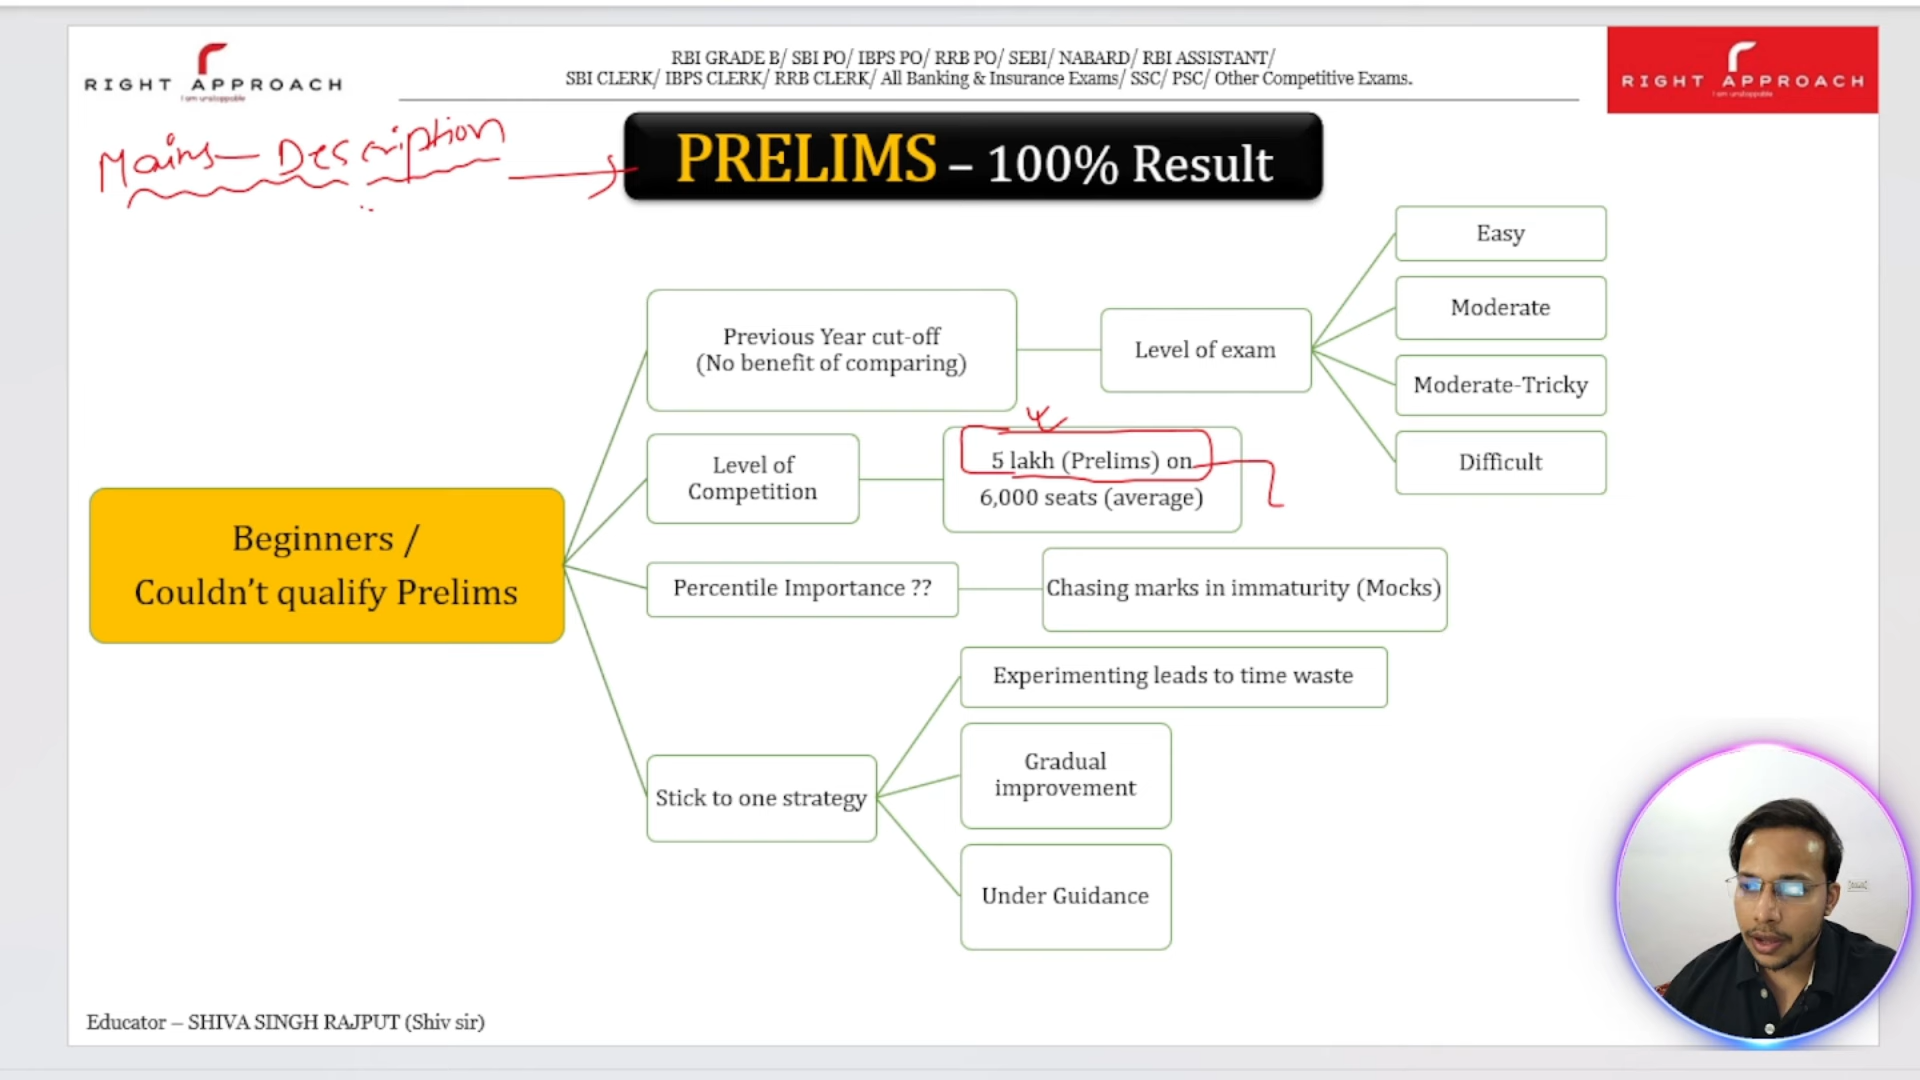 RIGHT APPROACH
I am unstoppable
RBI GRADE B/ SBI PO/ IBPS PO/ RRB PO/ SEBI/ NABARD/ RBI ASSISTANT/
SBI CLERK/ IBPS CLERK/ RRB CLERK/ All Banking & Insurance Exams/ SSC/ PSC/ Other Competitive Exams.
RIGHT APPROACH
I am unstoppable
Mains - Description
PRELIMS – 100% Result
Beginners /
Couldn't qualify Prelims
Previous Year cut-off
(No benefit of comparing)
Level of exam
Easy
Moderate
Moderate-Tricky
Difficult
Level of
Competition
5 lakh (Prelims) on
6,000 seats (average)
Percentile Importance ??
Chasing marks in immaturity (Mocks)
Stick to one strategy
Experimenting leads to time waste
Gradual
improvement
Under Guidance
Educator – SHIVA SINGH RAJPUT (Shiv sir)